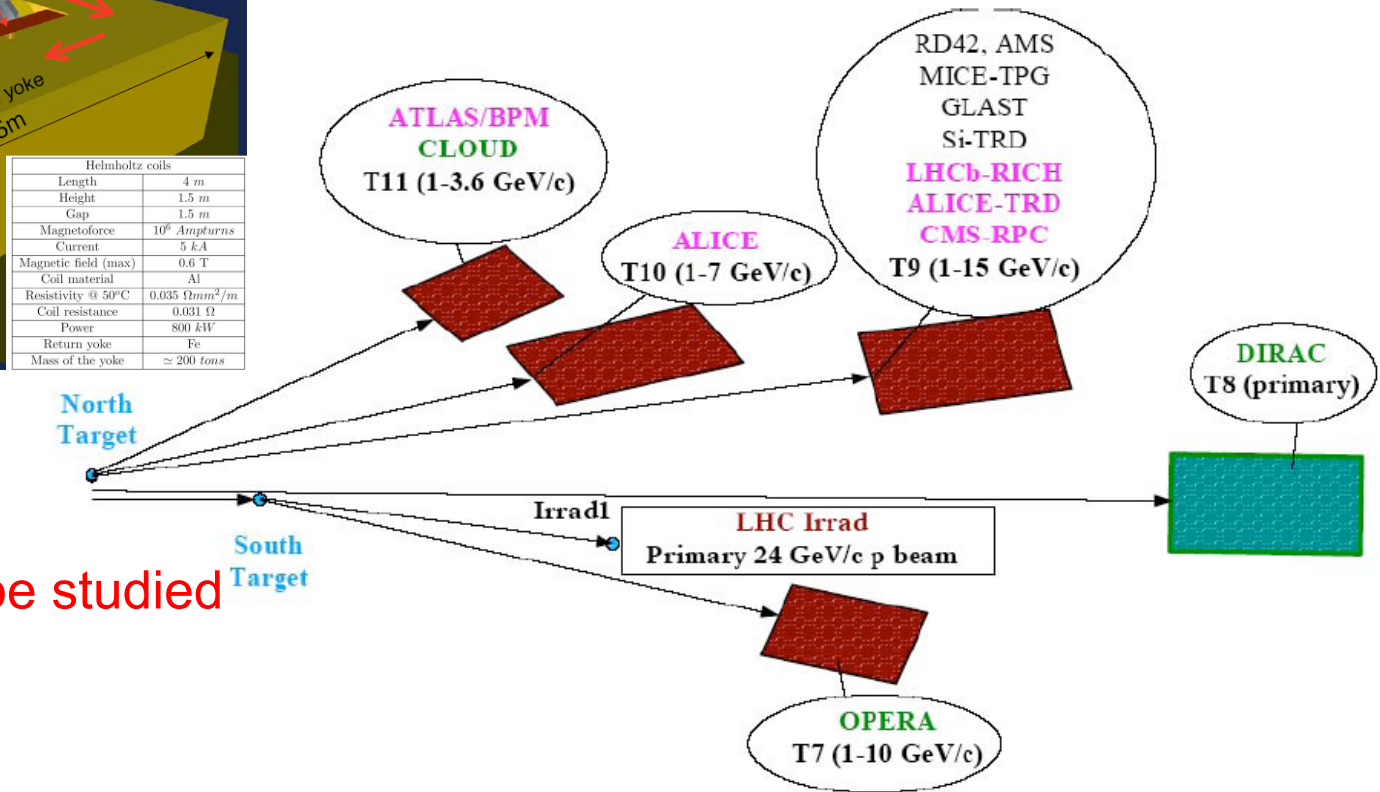 yoke
5m
Helmholtz coils
Length 4 m
Height 1.5 m
Gap 1.5 m
Magnetoforce 10⁶ Ampturns
Current 5 kA
Magnetic field (max) 0.6 T
Coil material Al
Resistivity @ 50°C 0.035 Ωmm²/m
Coil resistance 0.031 Ω
Power 800 kW
Return yoke Fe
Mass of the yoke ≃ 200 tons
ATLAS/BPM
CLOUD
T11 (1-3.6 GeV/c)
ALICE
T10 (1-7 GeV/c)
RD42, AMS
MICE-TPG
GLAST
Si-TRD
LHCb-RICH
ALICE-TRD
CMS-RPC
T9 (1-15 GeV/c)
DIRAC
T8 (primary)
North
Target
South
Target
Irrad1
LHC Irrad
Primary 24 GeV/c p beam
be studied
OPERA
T7 (1-10 GeV/c)